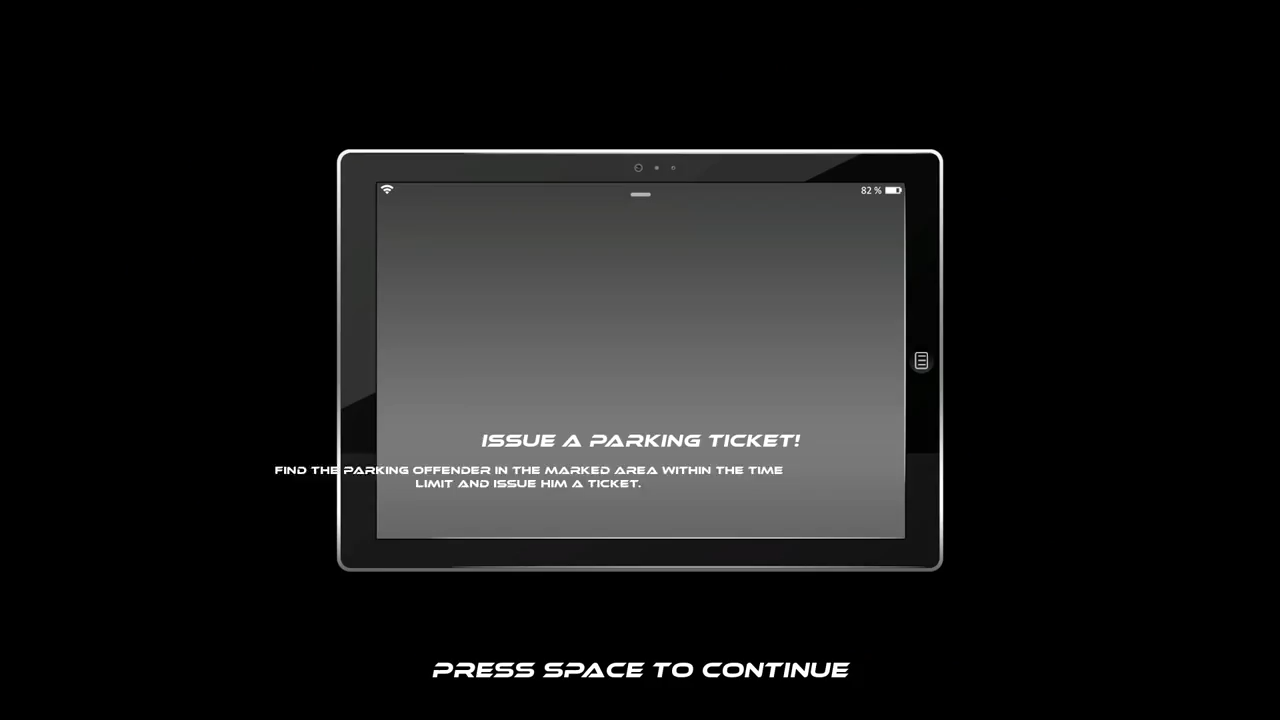 82 %
ISSUE A PARKING TICKET!
FIND THE PARKING OFFENDER IN THE MARKED AREA WITHIN THE TIME
LIMIT AND ISSUE HIM A TICKET.
PRESS SPACE TO CONTINUE